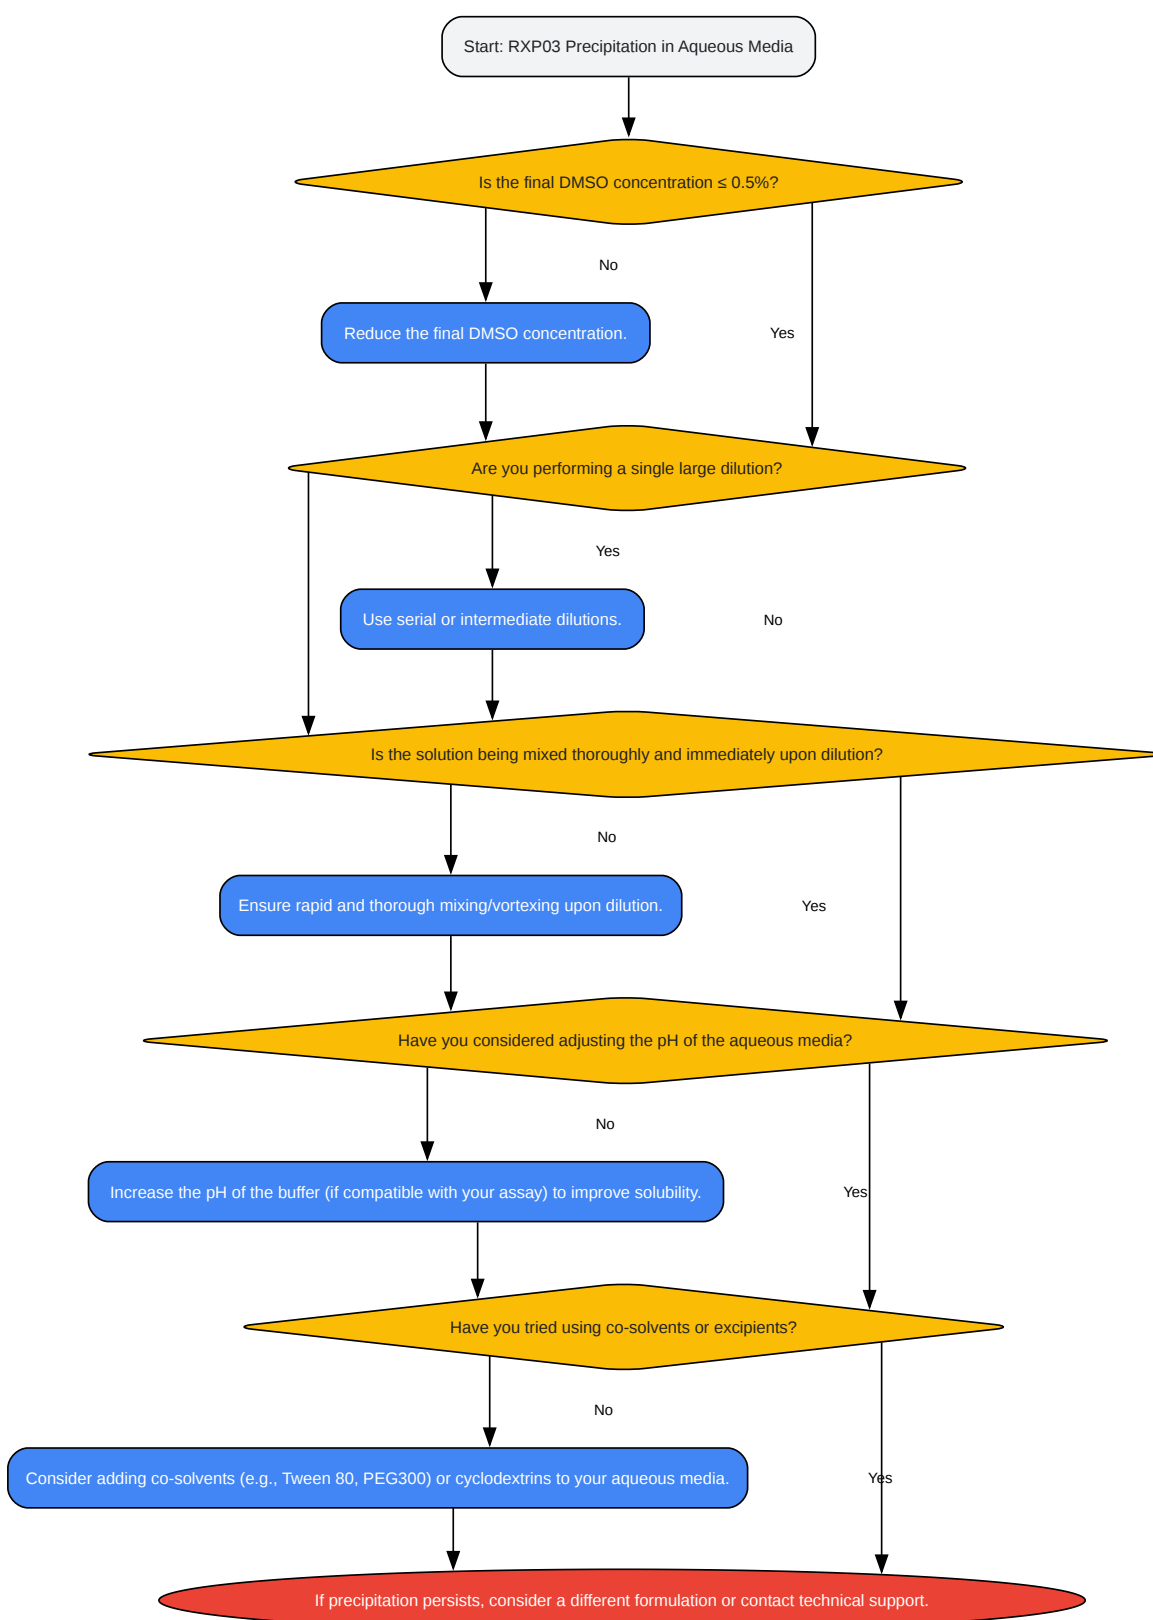 Start: RXP03 Precipitation in Aqueous Media
Is the final DMSO concentration ≤ 0.5%?
No
Reduce the final DMSO concentration.
Yes
Are you performing a single large dilution?
Yes
Use serial or intermediate dilutions.
No
Is the solution being mixed thoroughly and immediately upon dilution?
No
Ensure rapid and thorough mixing/vortexing upon dilution.
Yes
Have you considered adjusting the pH of the aqueous media?
No
Increase the pH of the buffer (if compatible with your assay) to improve solubility.
Yes
Have you tried using co-solvents or excipients?
No
Consider adding co-solvents (e.g., Tween 80, PEG300) or cyclodextrins to your aqueous media.
Yes
If precipitation persists, consider a different formulation or contact technical support.